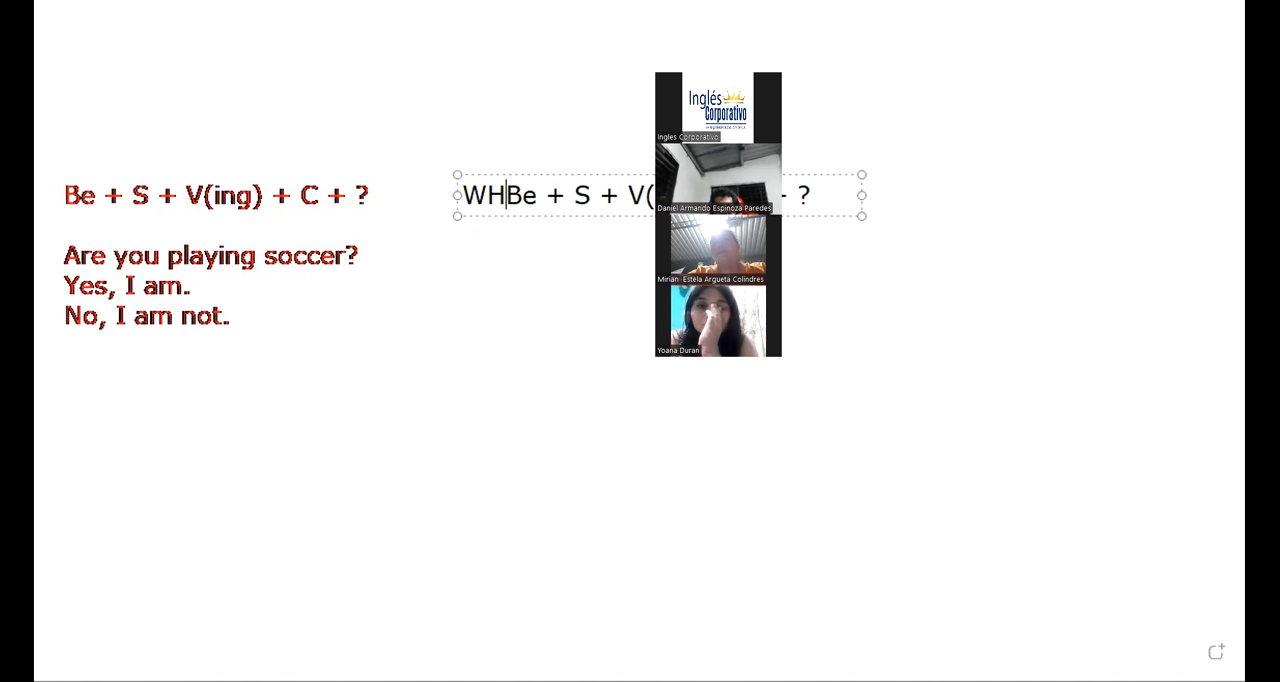 Be + S + V(ing) + C + ?
Are you playing soccer?
Yes, I am.
No, I am not.
WHBe + S + V( - ?
Inglés
Corporativo
Ingles Corporativo
Daniel Armando Espinoza Paredes
Mirian Estela Argueta Colindres
Yoana Duran